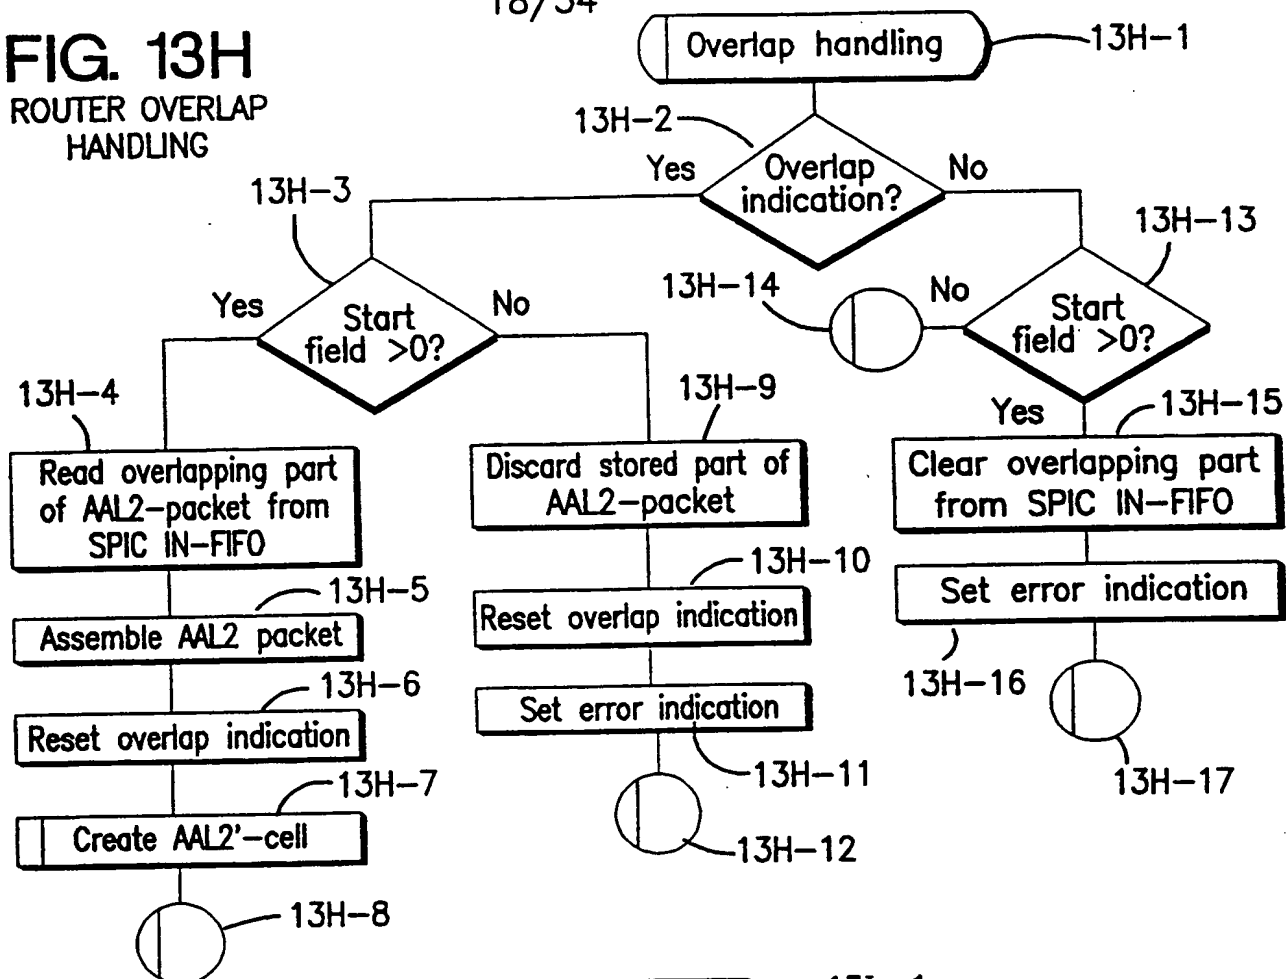 18/34
FIG. 13H
ROUTER OVERLAP
HANDLING
Overlap handling
13H-1
13H-2
Yes
Overlap
indication?
No
13H-3
13H-13
Yes
Start
field >0?
No
13H-14
No
Start
field >0?
Yes
13H-4
Read overlapping part
of AAL2-packet from
SPIC IN-FIFO
13H-5
Assemble AAL2 packet
13H-6
Reset overlap indication
13H-7
Create AAL2'-cell
13H-8
13H-9
Discard stored part of
AAL2-packet
13H-10
Reset overlap indication
Set error indication
13H-11
13H-12
13H-15
Clear overlapping part
from SPIC IN-FIFO
Set error indication
13H-16
13H-17